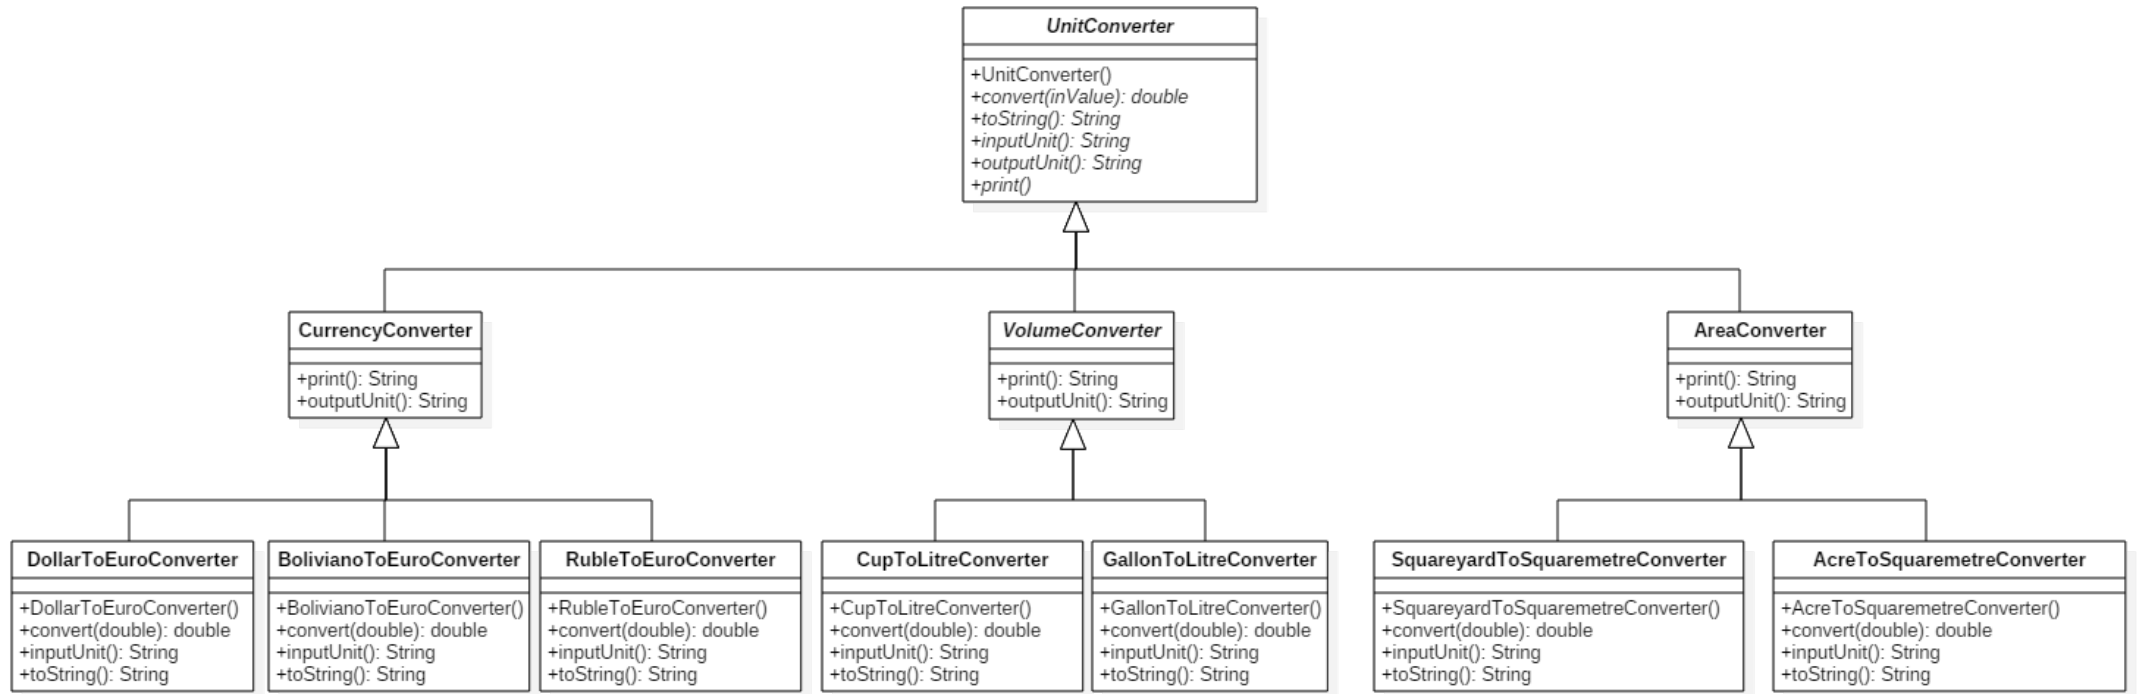 UnitConverter
+UnitConverter()
+convert(inValue): double
+toString(): String
+inputUnit(): String
+outputUnit(): String
+print()
CurrencyConverter
+print(): String
+outputUnit(): String
VolumeConverter
+print(): String
+outputUnit(): String
AreaConverter
+print(): String
+outputUnit(): String
DollarToEuroConverter
+DollarToEuroConverter()
+convert(double): double
+inputUnit(): String
+toString(): String
BolivianoToEuroConverter
+BolivianoToEuroConverter()
+convert(double): double
+inputUnit(): String
+toString(): String
RubleToEuroConverter
+RubleToEuroConverter()
+convert(double): double
+inputUnit(): String
+toString(): String
CupToLitreConverter
+CupToLitreConverter()
+convert(double): double
+inputUnit(): String
+toString(): String
GallonToLitreConverter
+GallonToLitreConverter()
+convert(double): double
+inputUnit(): String
+toString(): String
SquareyardToSquaremetreConverter
+SquareyardToSquaremetreConverter()
+convert(double): double
+inputUnit(): String
+toString(): String
AcreToSquaremetreConverter
+AcreToSquaremetreConverter()
+convert(double): double
+inputUnit(): String
+toString(): String